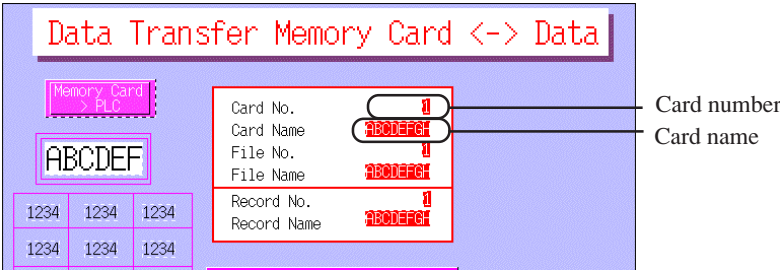 Data Transfer Memory Card <-> Data
Memory Card
> PLC
ABCDEF
1234 1234 1234
1234 1234 1234
Card No. 1
Card Name ABCDEFGH
File No. 1
File Name ABCDEFGH
Record No. 1
Record Name ABCDEFGH
Card number
Card name